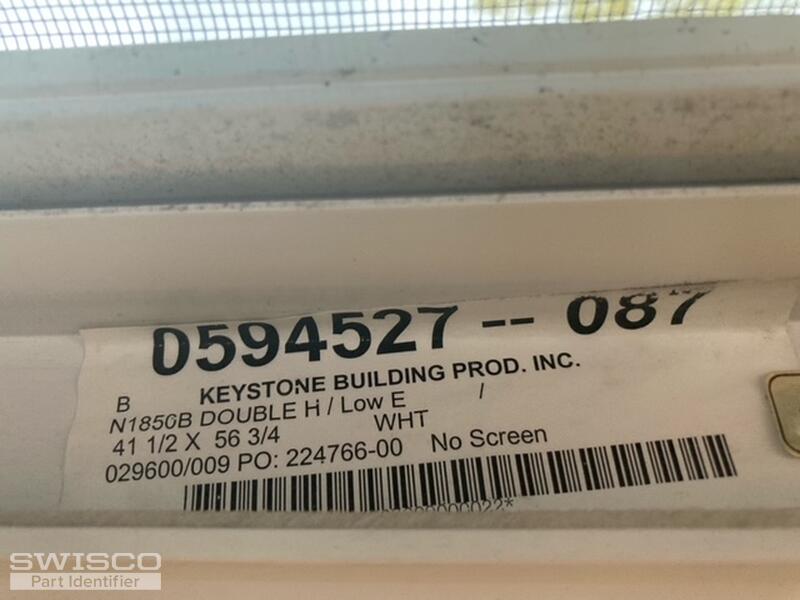 0594527 -- 087
B KEYSTONE BUILDING PROD. INC.
N1856B DOUBLE H / Low E /
41 1/2 X 56 3/4 WHT
029600/009 PO: 224766-00 No Screen
SWISCO
Part Identifier